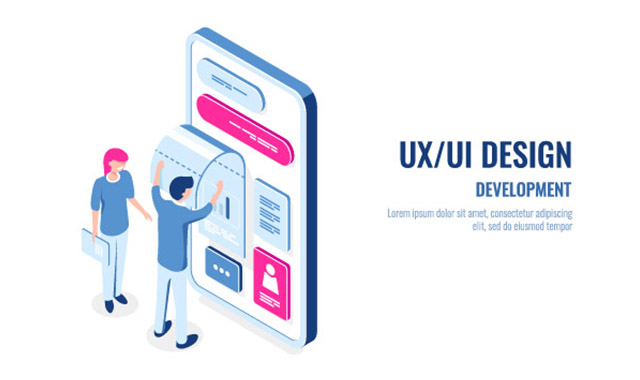 UX/UI DESIGN
DEVELOPMENT
Lorem ipsum dolor sit amet, consectetur adipiscing
elit, sed do eiusmod tempor